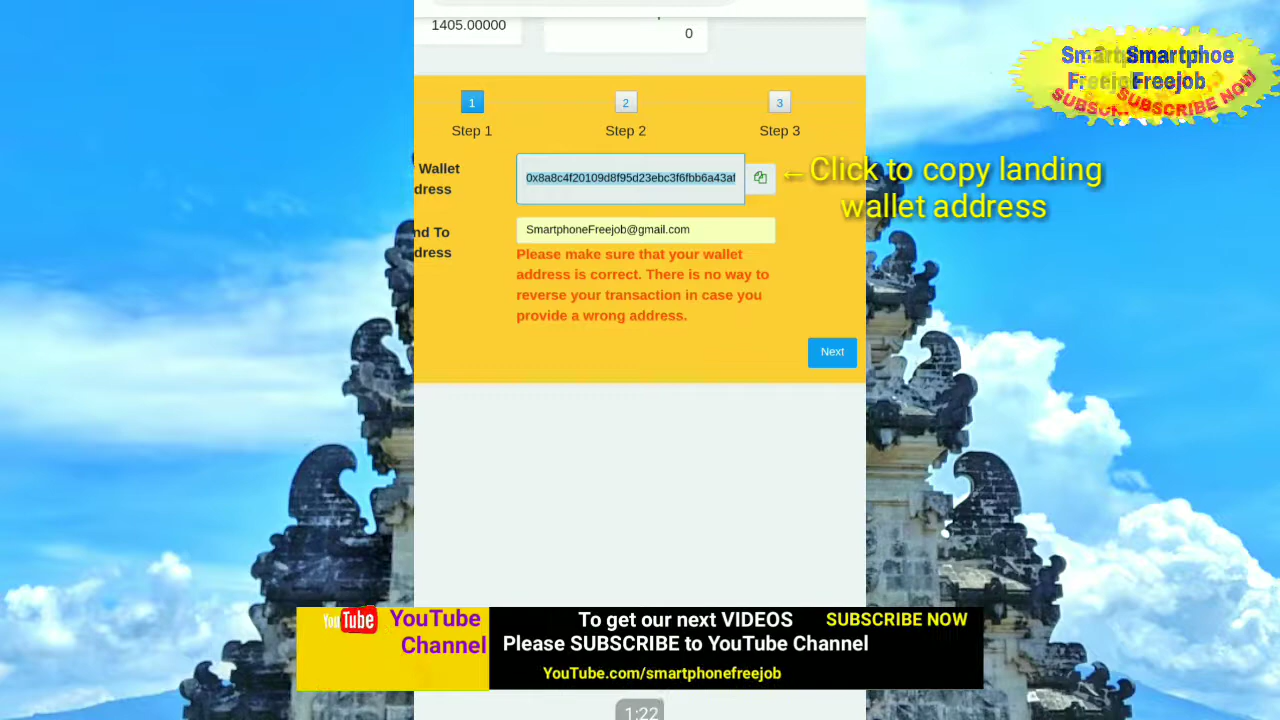 1405.00000
0
1
2
3
Step 1
Step 2
Step 3
Wallet
dress
0x8a8c4f20109d8f95d23ebc3f6fbb6a43af
←Click to copy landing
wallet address
nd To
dress
SmartphoneFreejob@gmail.com
Please make sure that your wallet
address is correct. There is no way to
reverse your transaction in case you
provide a wrong address.
Next
Smartphoe
Freejob
SUBSCRIBE NOW
YouTube
YouTube
Channel
To get our next VIDEOS
SUBSCRIBE NOW
Please SUBSCRIBE to YouTube Channel
YouTube.com/smartphonefreejob
1:22